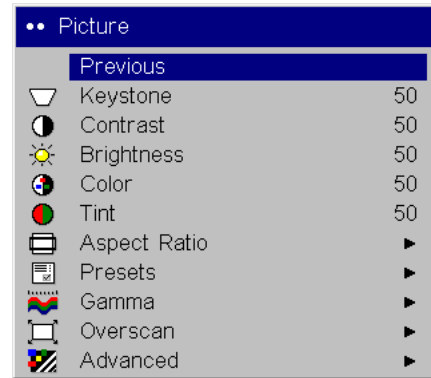 •• Picture
Previous
Keystone 50
Contrast 50
Brightness 50
Color 50
Tint 50
Aspect Ratio
Presets
Gamma
Overscan
Advanced